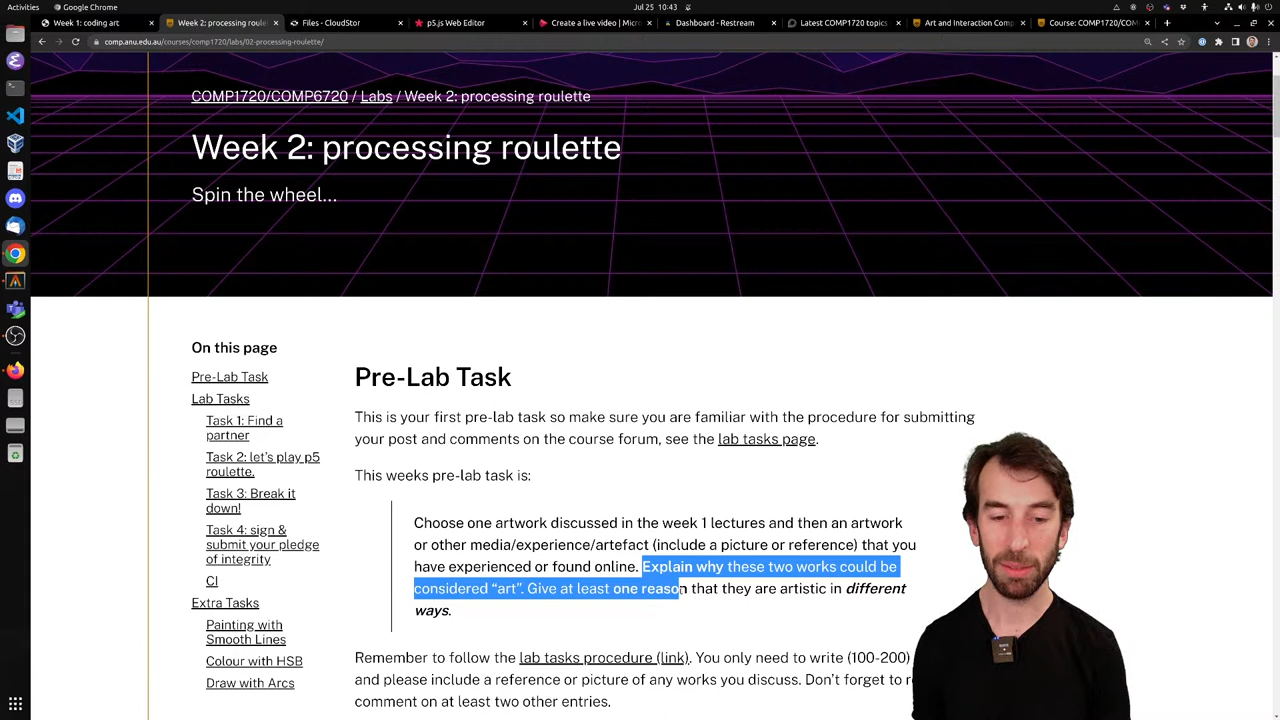 Activities
Google Chrome
Jul 25 10:43
Week 1: coding art
Week 2: processing roule
Files - CloudStor
p5.js Web Editor
Create a live video | Micros
Dashboard - Restream
Latest COMP1720 topics
Art and Interaction Comp
Course: COMP1720/COM
comp.anu.edu.au/courses/comp1720/labs/02-processing-roulette/
COMP1720/COMP6720 / Labs / Week 2: processing roulette
Week 2: processing roulette
Spin the wheel...
On this page
Pre-Lab Task
Lab Tasks
Task 1: Find a
partner
Task 2: let's play p5
roulette.
Task 3: Break it
down!
Task 4: sign &
submit your pledge
of integrity
CI
Extra Tasks
Painting with
Smooth Lines
Colour with HSB
Draw with Arcs
Pre-Lab Task
This is your first pre-lab task so make sure you are familiar with the procedure for submitting
your post and comments on the course forum, see the lab tasks page.
This weeks pre-lab task is:
Choose one artwork discussed in the week 1 lectures and then an artwork
or other media/experience/artefact (include a picture or reference) that you
have experienced or found online. Explain why these two works could be
considered “art”. Give at least one reason that they are artistic in different
ways.
Remember to follow the lab tasks procedure (link). You only need to write (100-200)
and please include a reference or picture of any works you discuss. Don't forget to r
comment on at least two other entries.